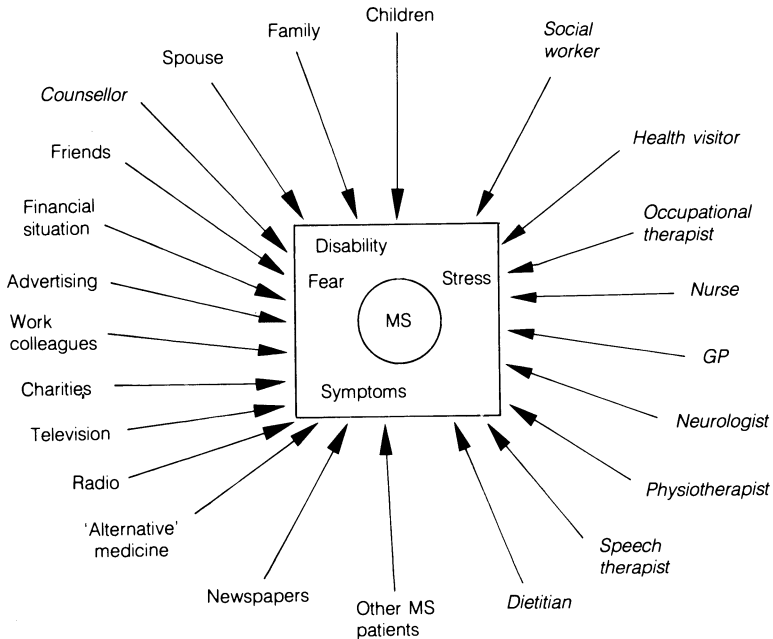 Children
Family
Social
worker
Spouse
Counsellor
Health visitor
Friends
Occupational
therapist
Financial
situation
Disability
Fear
Stress
Advertising
Nurse
MS
Work
colleagues
GP
Charities
Symptoms
Neurologist
Television
Radio
Physiotherapist
'Alternative'
medicine
Speech
therapist
Newspapers
Other MS
patients
Dietitian